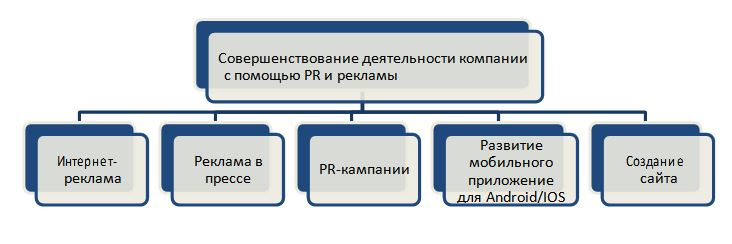 Совершенствование деятельности компании
с помощью PR и рекламы
Интернет-
реклама
Реклама в
прессе
PR-кампании
Развитие
мобильного
приложение
для Android/IOS
Создание
сайта